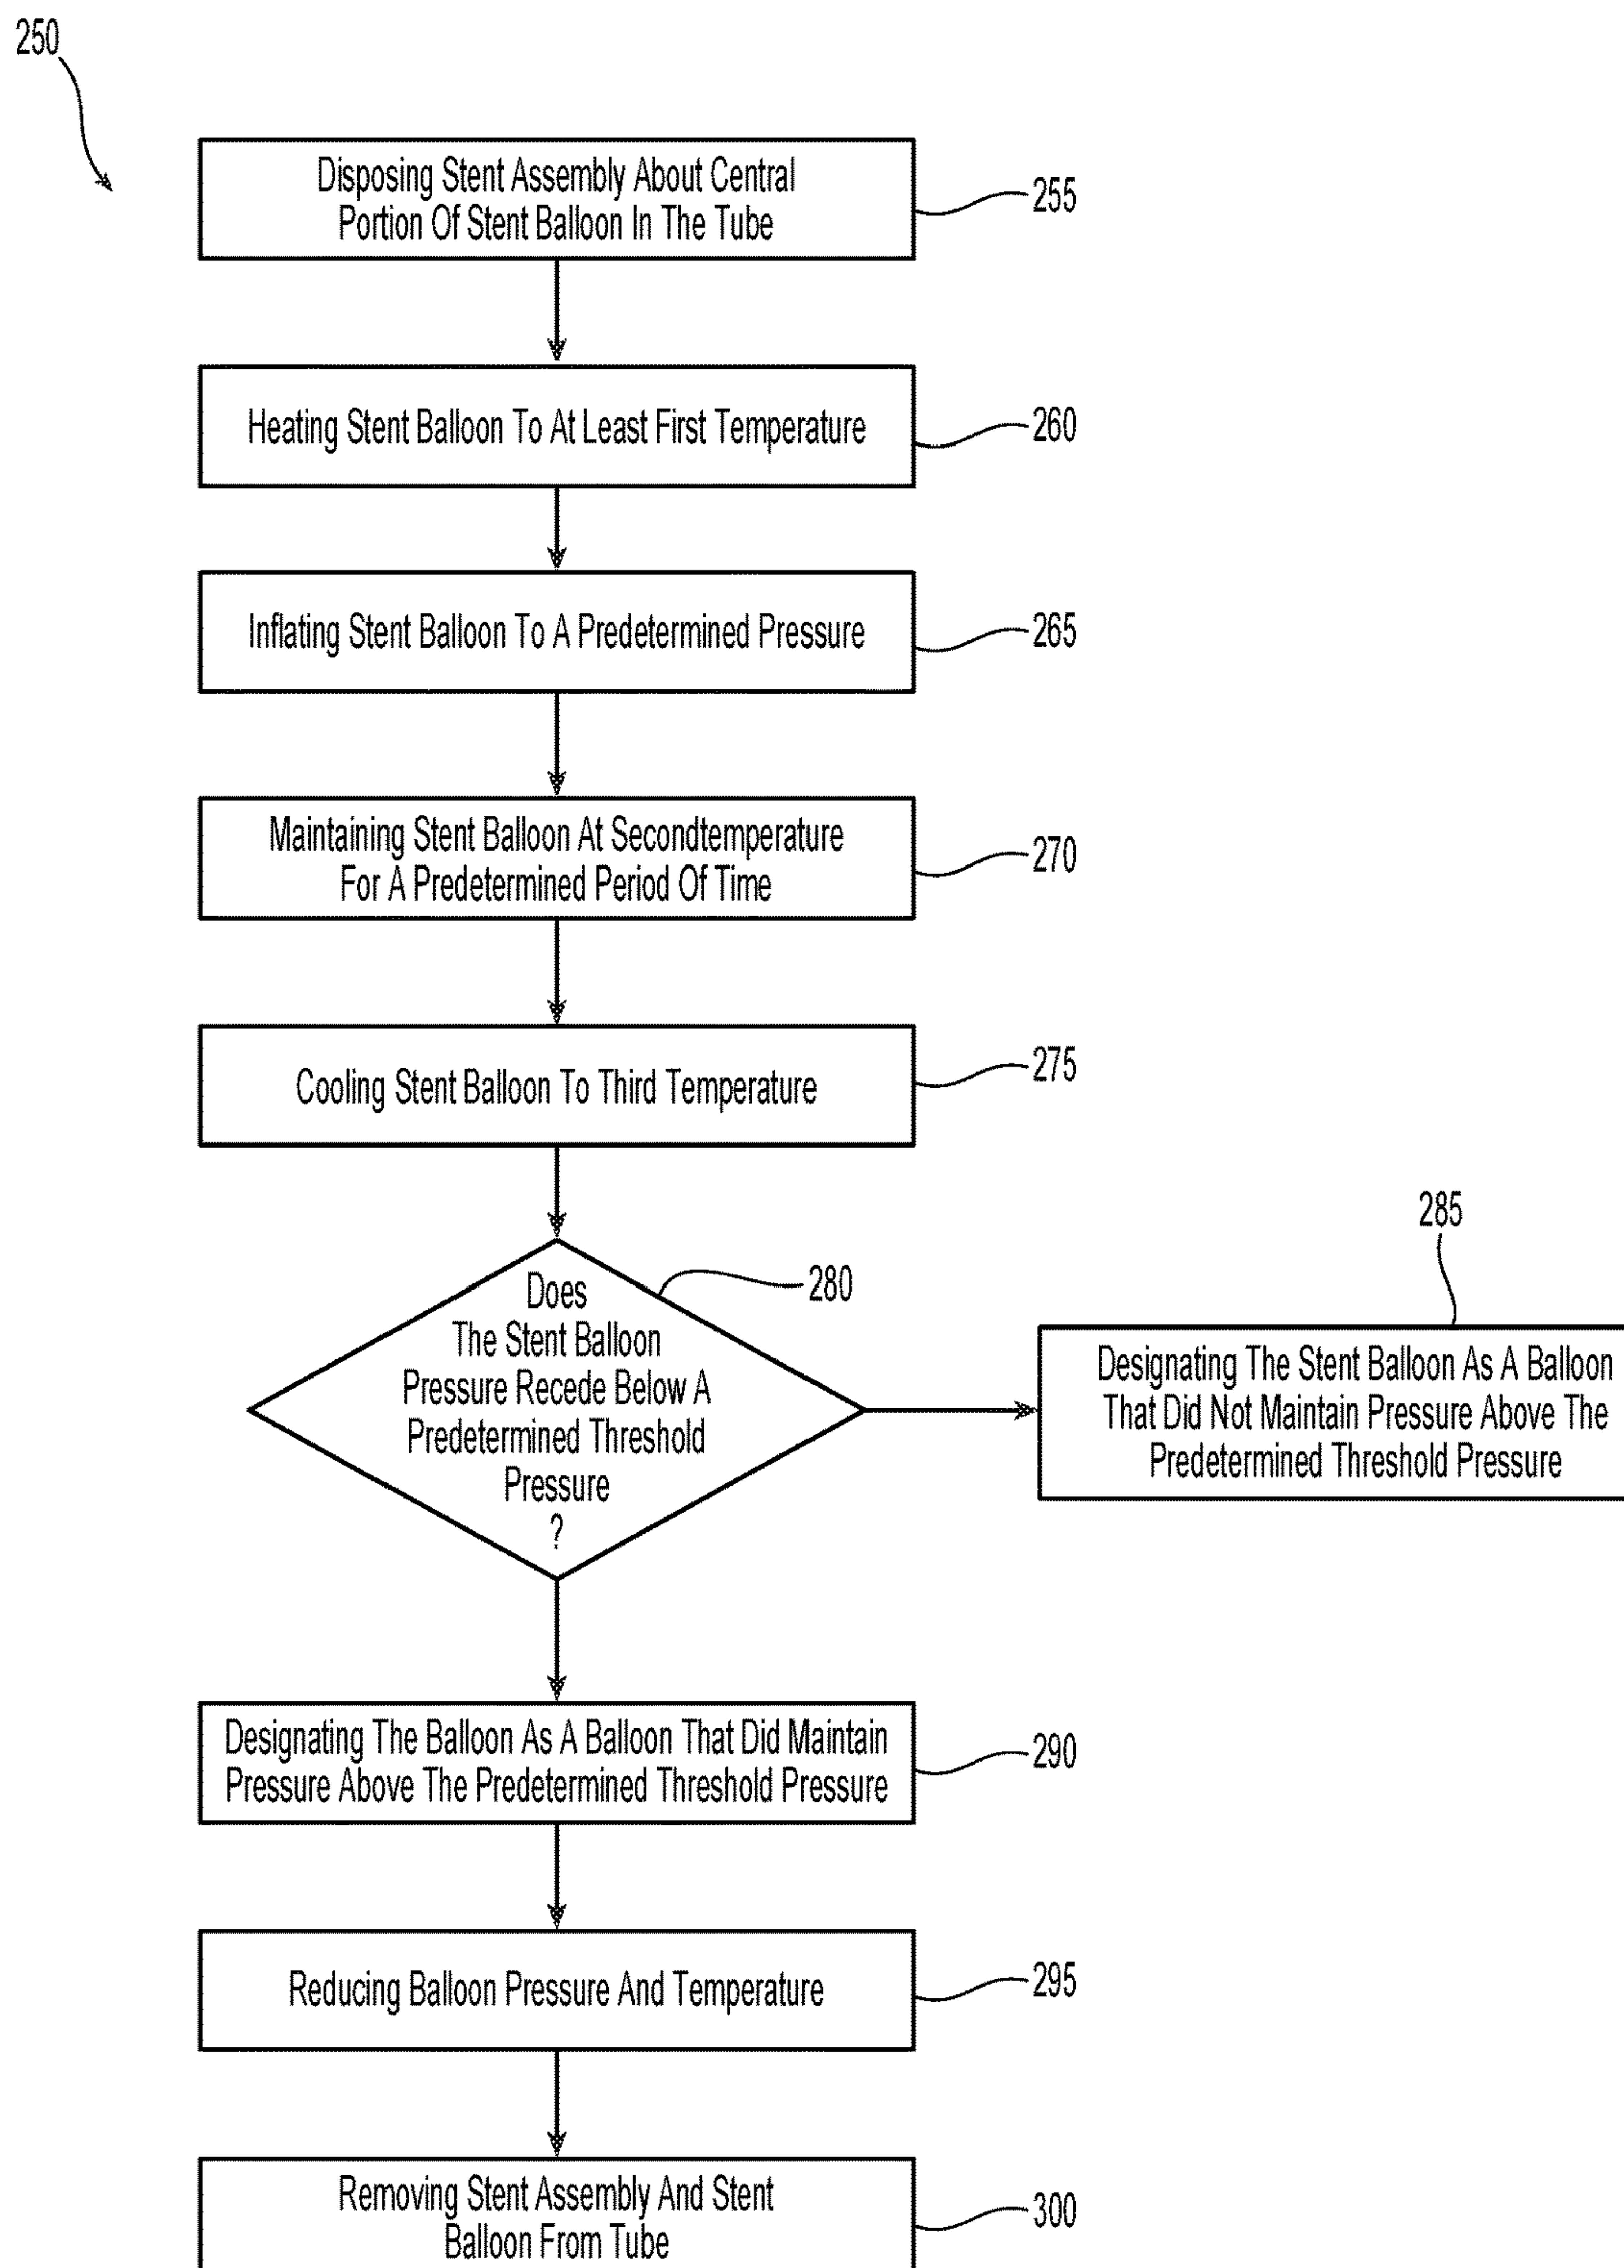 250
Disposing Stent Assembly About Central
Portion Of Stent Balloon In The Tube
255
Heating Stent Balloon To At Least First Temperature
260
Inflating Stent Balloon To A Predetermined Pressure
265
Maintaining Stent Balloon At Secondtemperature
For A Predetermined Period Of Time
270
Cooling Stent Balloon To Third Temperature
275
Does
The Stent Balloon
Pressure Recede Below A
Predetermined Threshold
Pressure
?
280
285
Designating The Stent Balloon As A Balloon
That Did Not Maintain Pressure Above The
Predetermined Threshold Pressure
Designating The Balloon As A Balloon That Did Maintain
Pressure Above The Predetermined Threshold Pressure
290
Reducing Balloon Pressure And Temperature
295
Removing Stent Assembly And Stent
Balloon From Tube
300